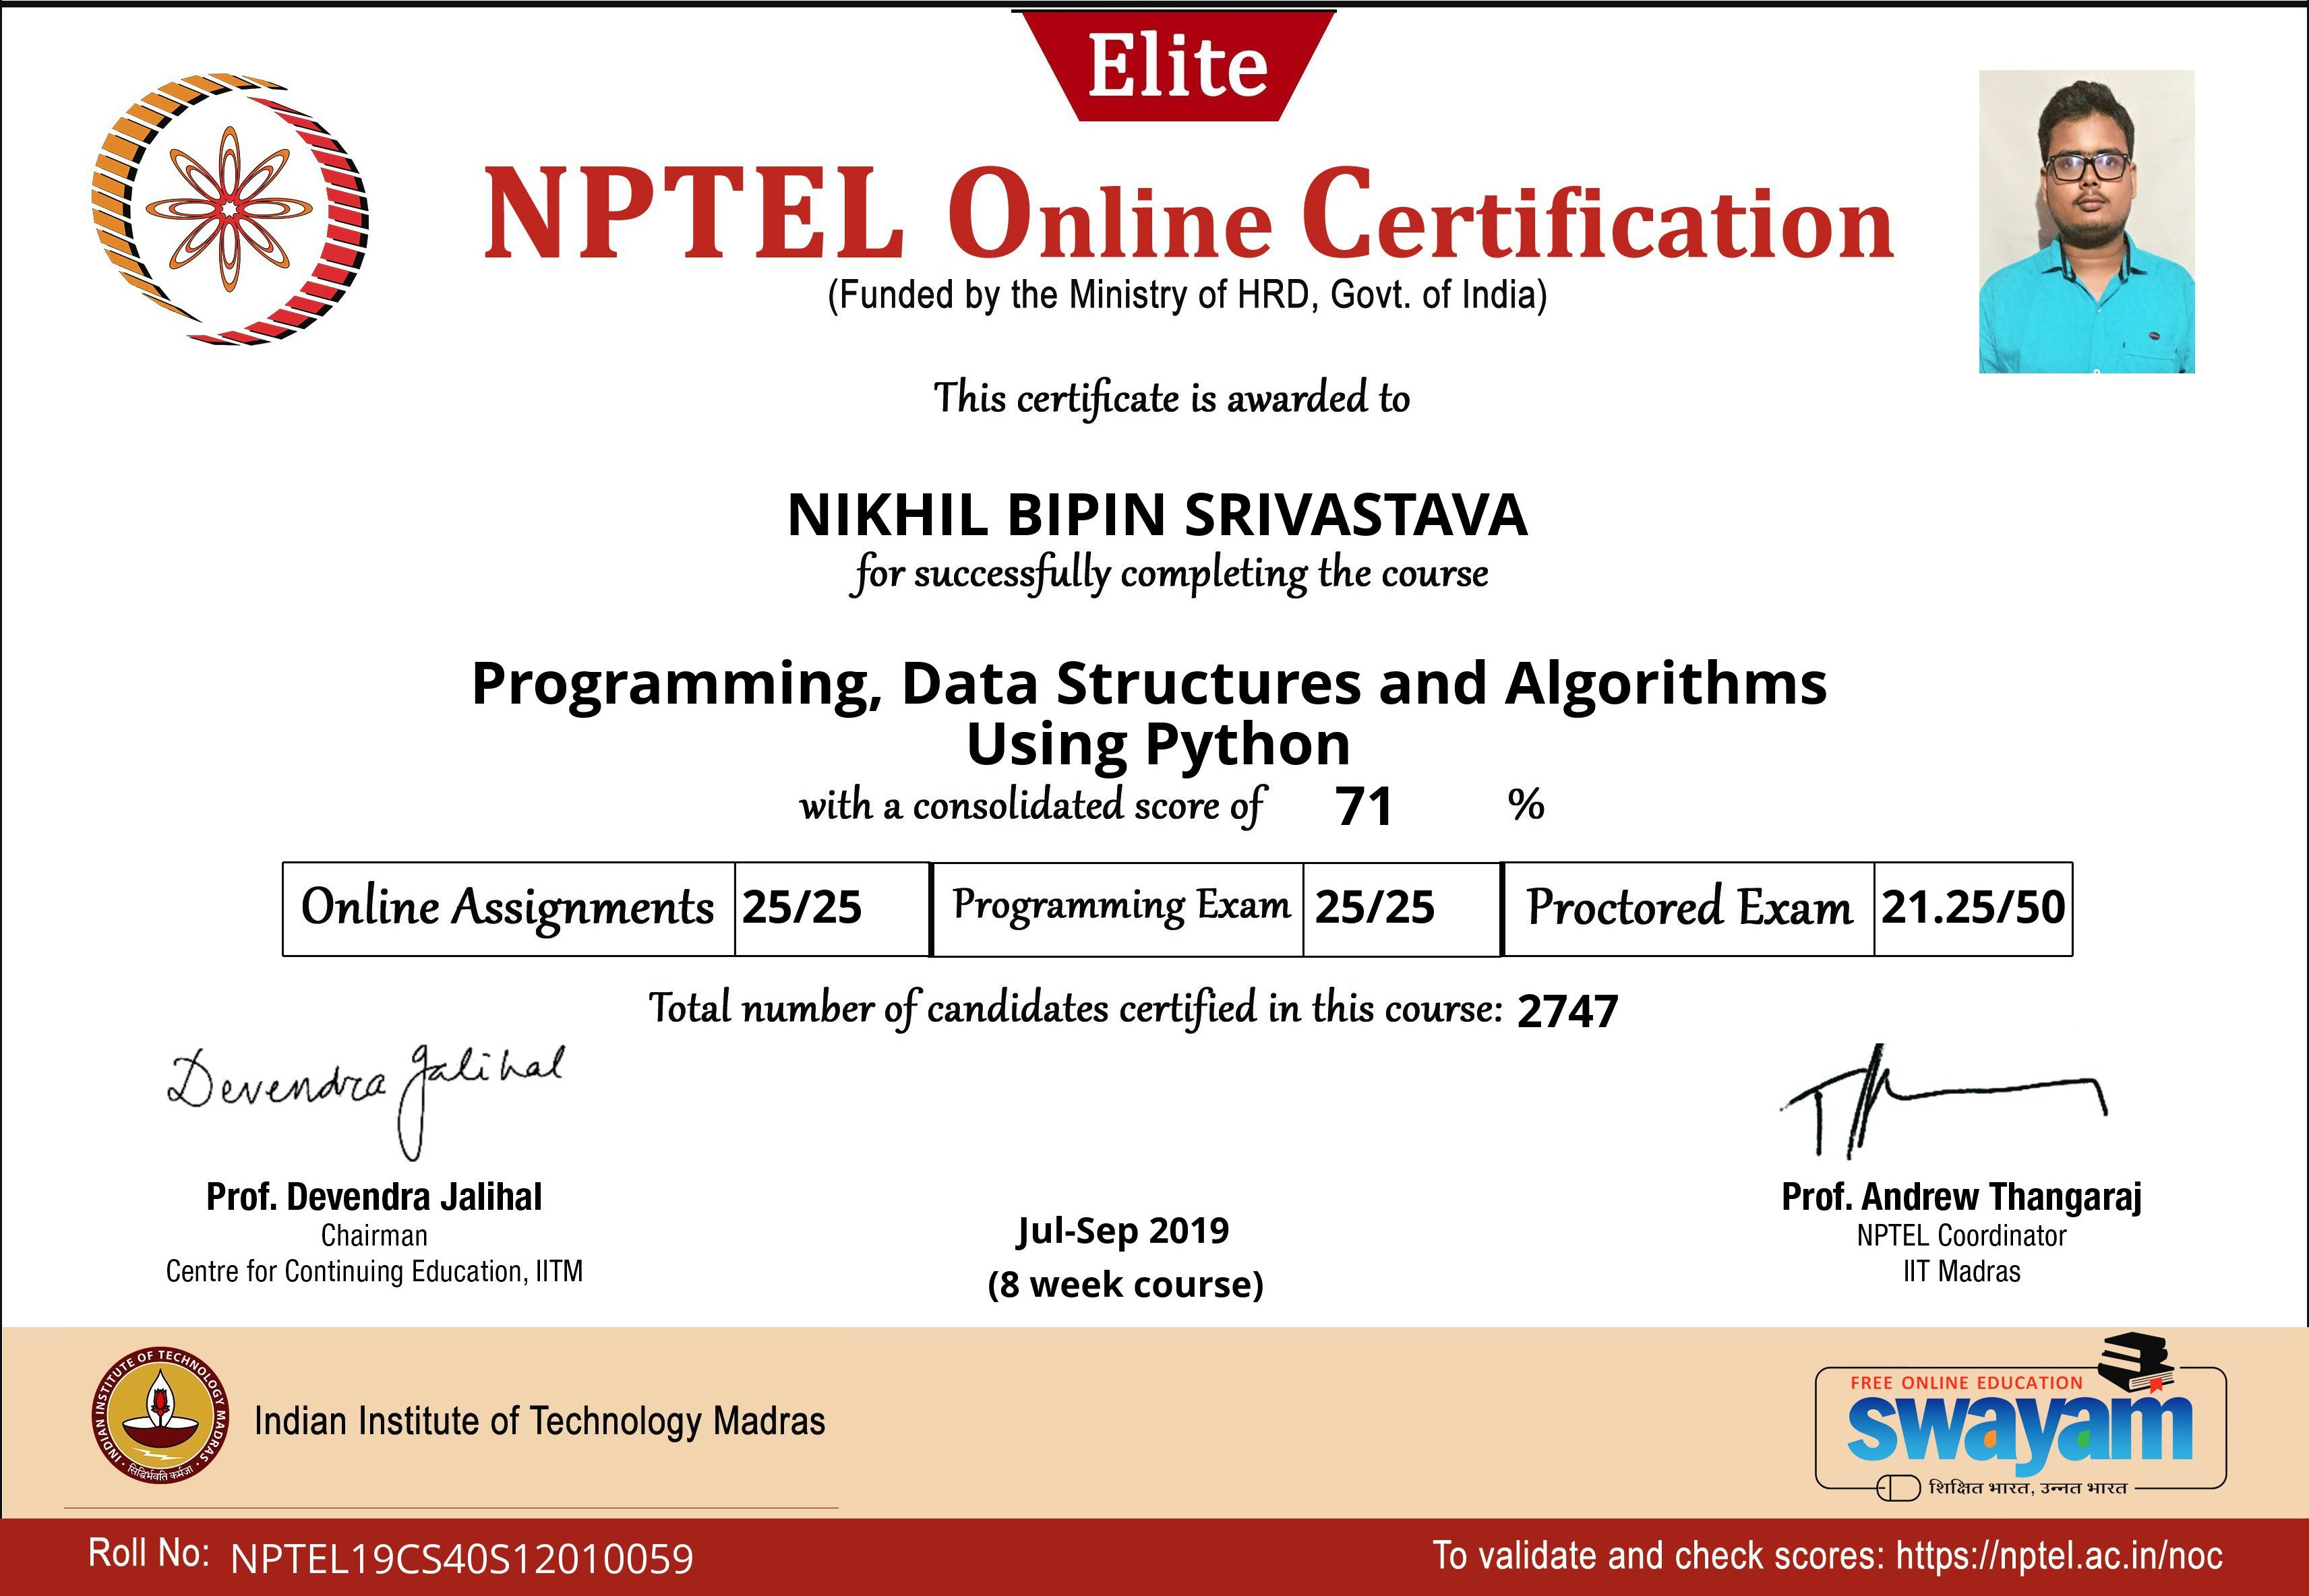 Elite
NPTEL Online Certification
(Funded by the Ministry of HRD, Govt. of India)
This certificate is awarded to
NIKHIL BIPIN SRIVASTAVA
for successfully completing the course
Programming, Data Structures and Algorithms
Using Python
with a consolidated score of 71 %
Online Assignments 25/25 Programming Exam 25/25 Proctored Exam 21.25/50
Total number of candidates certified in this course: 2747
Devendra Jalihal
Prof. Devendra Jalihal
Chairman
Centre for Continuing Education, IITM
Jul-Sep 2019
(8 week course)
Prof. Andrew Thangaraj
NPTEL Coordinator
IIT Madras
INDIAN INSTITUTE OF TECHNOLOGY MADRAS
सिद्धिर्भवति कर्मजा
Indian Institute of Technology Madras
FREE ONLINE EDUCATION
swayam
शिक्षित भारत, उन्नत भारत
Roll No: NPTEL19CS40S12010059
To validate and check scores: https://nptel.ac.in/noc